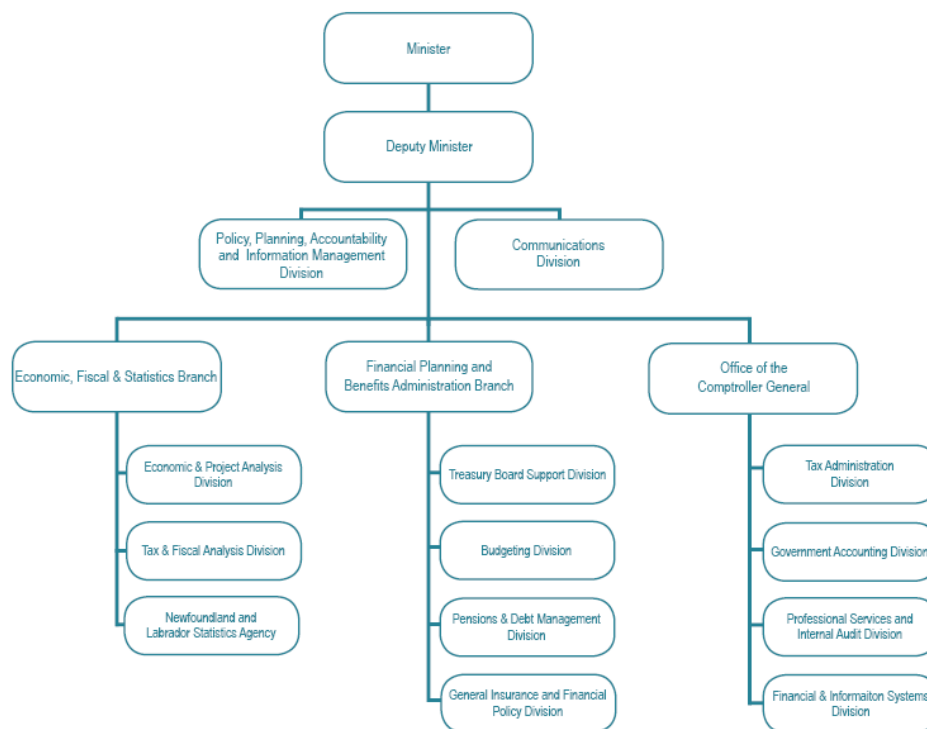 Minister
Deputy Minister
Policy, Planning, Accountability
and Information Management
Division
Communications
Division
Economic, Fiscal & Statistics Branch
Financial Planning and
Benefits Administration Branch
Office of the
Comptroller General
Economic & Project Analysis
Division
Tax & Fiscal Analysis Division
Newfoundland and
Labrador Statistics Agency
Treasury Board Support Division
Budgeting Division
Pensions & Debt Management
Division
General Insurance and Financial
Policy Division
Tax Administration
Division
Government Accounting Division
Professional Services and
Internal Audit Division
Financial & Informaiton Systems
Division